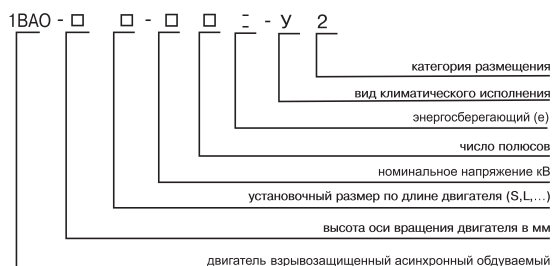 1ВАО - □ □ - □ □ - У 2
категория размещения
вид климатического исполнения
энергосберегающий (е)
число полюсов
номинальное напряжение кВ
установочный размер по длине двигателя (S,L,...)
высота оси вращения двигателя в мм
двигатель взрывозащищенный асинхронный обдуваемый